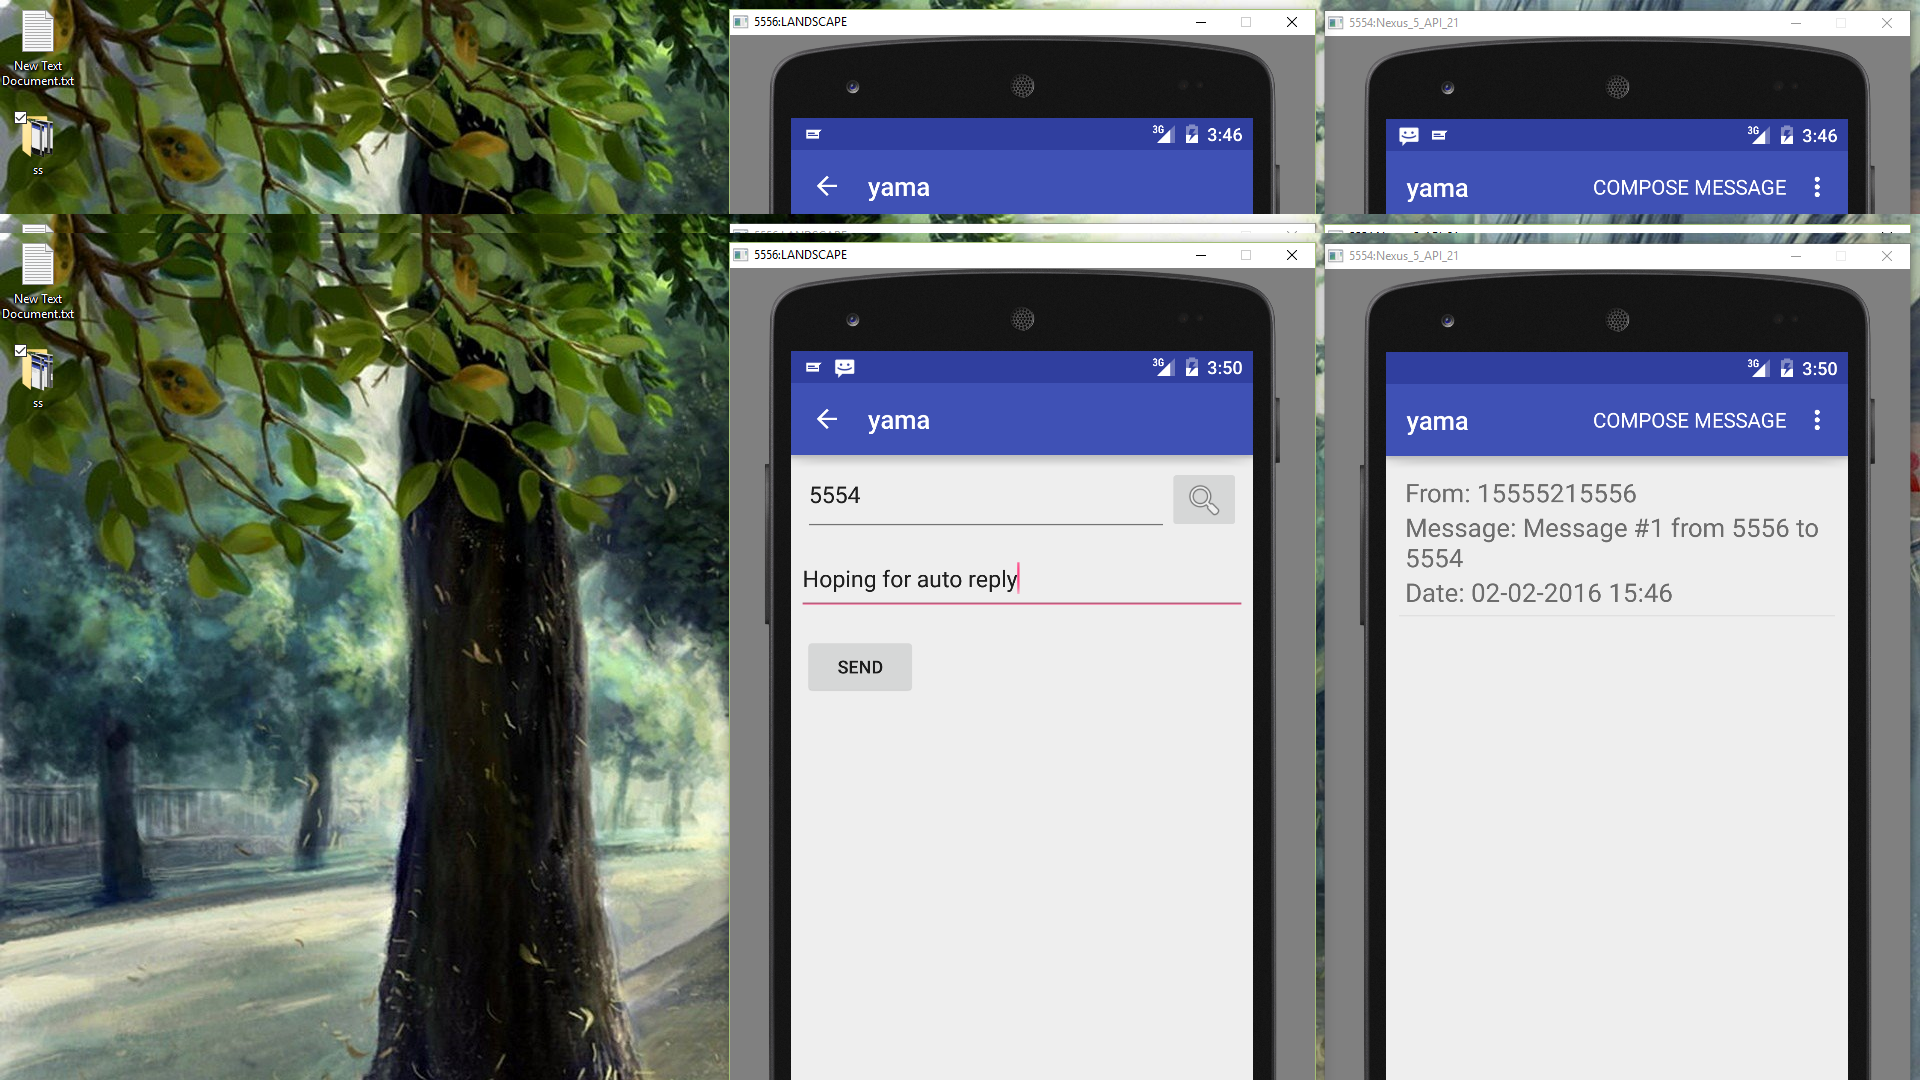 New Text
Document.txt
ss
5556:LANDSCAPE
3G
3:46
yama
5554:Nexus_5_API_21
3G
3:46
yama
COMPOSE MESSAGE
New Text
Document.txt
ss
5556:LANDSCAPE
3G
3:50
yama
5554
Hoping for auto reply
SEND
5554:Nexus_5_API_21
3G
3:50
yama
COMPOSE MESSAGE
From: 15555215556
Message: Message #1 from 5556 to
5554
Date: 02-02-2016 15:46